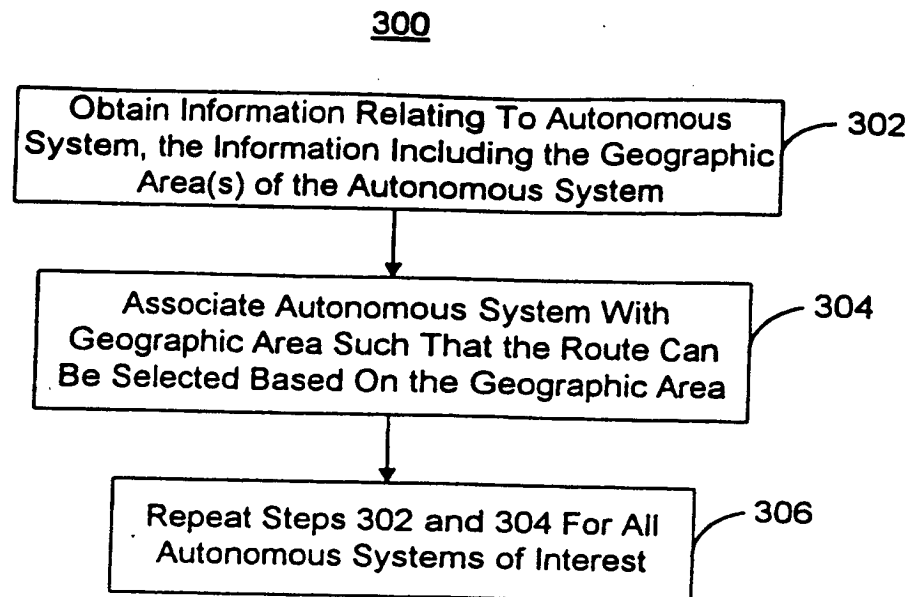 300
Obtain Information Relating To Autonomous
System, the Information Including the Geographic
Area(s) of the Autonomous System
302
Associate Autonomous System With
Geographic Area Such That the Route Can
Be Selected Based On the Geographic Area
304
Repeat Steps 302 and 304 For All
Autonomous Systems of Interest
306